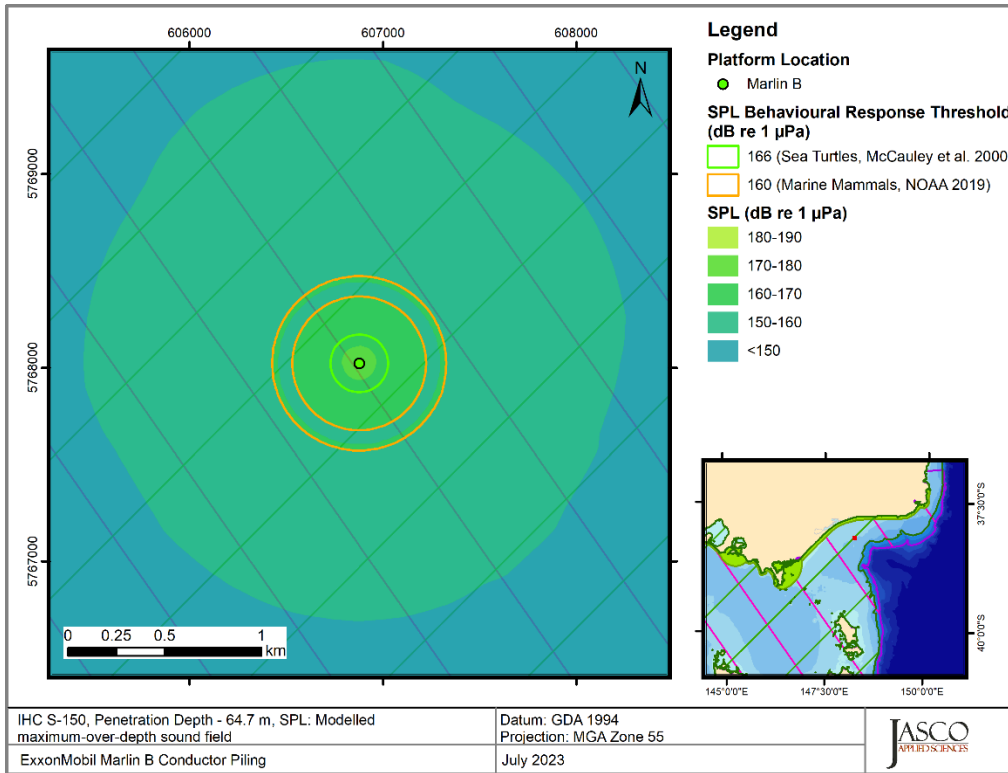 606000
607000
608000
5769000
5768000
5767000
N
0 0.25 0.5 1
km
Legend
Platform Location
Marlin B
SPL Behavioural Response Threshold
(dB re 1 µPa)
166 (Sea Turtles, McCauley et al. 2000
160 (Marine Mammals, NOAA 2019)
SPL (dB re 1 µPa)
180-190
170-180
160-170
150-160
<150
37°30'0"S
40°0'0"S
145°0'0"E
147°30'0"E
150°0'0"E
IHC S-150, Penetration Depth - 64.7 m, SPL: Modelled
maximum-over-depth sound field
ExxonMobil Marlin B Conductor Piling
Datum: GDA 1994
Projection: MGA Zone 55
July 2023
JASCO
APPLIED SCIENCES